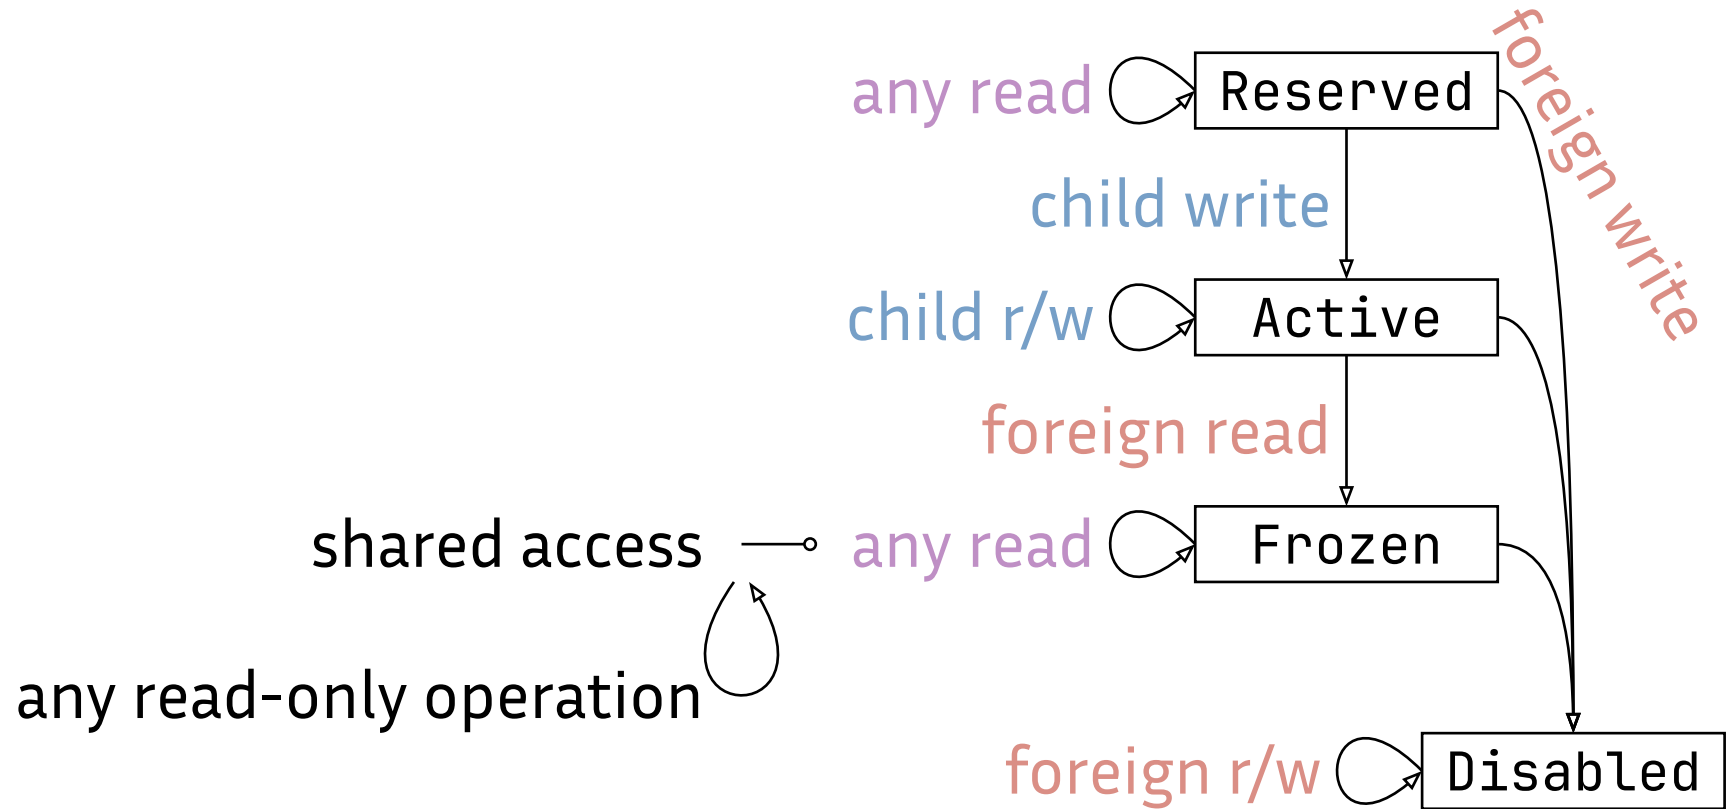 any read
Reserved
foreign write
child write
child r/w
Active
foreign read
shared access
any read
Frozen
any read-only operation
foreign r/w
Disabled